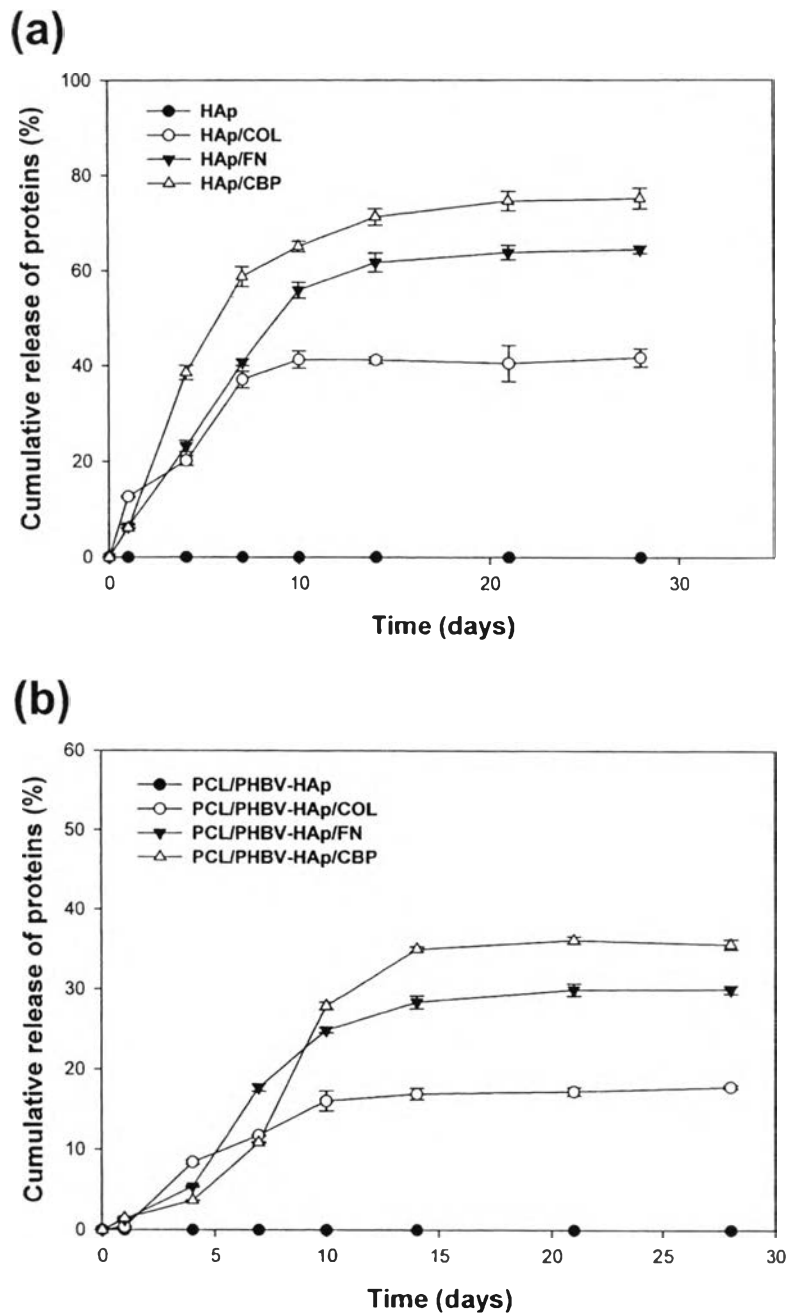 (a)
Cumulative release of proteins (%)
100
80
60
40
20
0
HAp
HAp/COL
HAp/FN
HAp/CBP
0 10 20 30
Time (days)
(b)
Cumulative release of proteins (%)
60
50
40
30
20
10
0
PCL/PHBV-HAp
PCL/PHBV-HAp/COL
PCL/PHBV-HAp/FN
PCL/PHBV-HAp/CBP
0 5 10 15 20 25 30
Time (days)